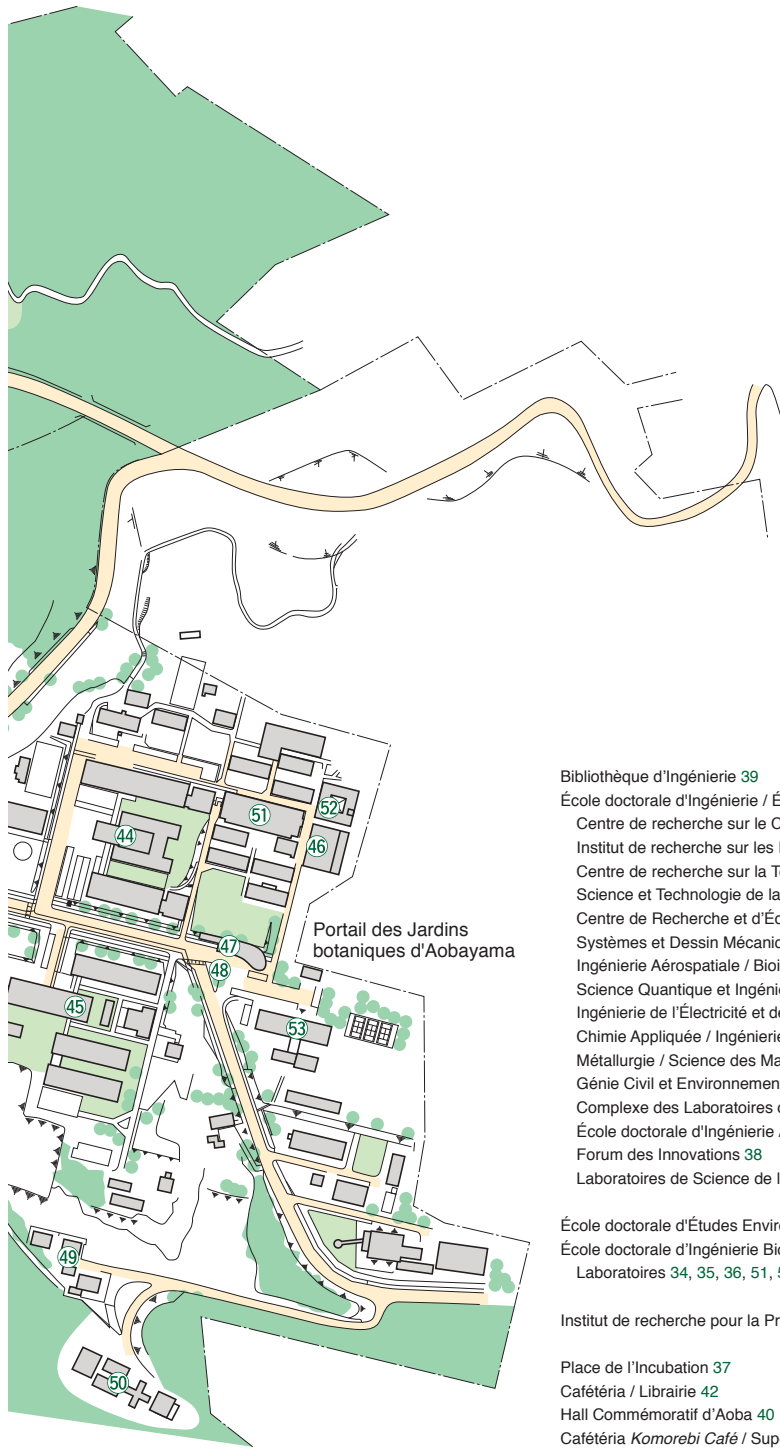 51
52
44
46
Portail des Jardins
botaniques d'Aobayama
47
48
45
53
49
50
Bibliothèque d'Ingénierie 39
École doctorale d'Ingénierie / É
Centre de recherche sur le C
Institut de recherche sur les
Centre de recherche sur la T
Science et Technologie de la
Centre de Recherche et d'É
Systèmes et Dessin Mécanic
Ingénierie Aérospatiale / Bioi
Science Quantique et Ingénie
Ingénierie de l'Électricité et de
Chimie Appliquée / Ingénierie
Métallurgie / Science des Ma
Génie Civil et Environnemen
Complexe des Laboratoires d
École doctorale d'Ingénierie /
Forum des Innovations 38
Laboratoires de Science de l
École doctorale d'Études Envir
École doctorale d'Ingénierie Bio
Laboratoires 34, 35, 36, 51, 5
Institut de recherche pour la Pr
Place de l'Incubation 37
Cafétéria / Librairie 42
Hall Commémoratif d'Aoba 40
Cafétéria Komorebi Café / Sup